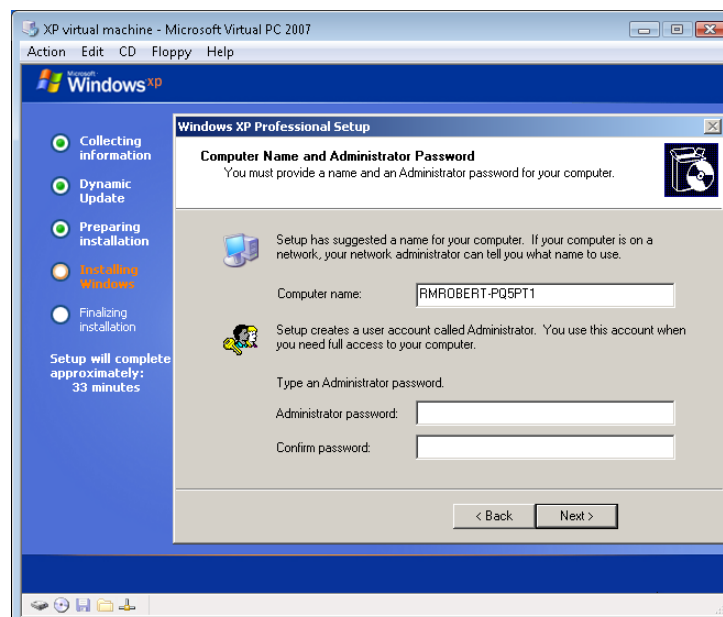 XP virtual machine - Microsoft Virtual PC 2007
Action Edit CD Floppy Help
Microsoft
Windows xp
Collecting
information
Dynamic
Update
Preparing
installation
Installing
Windows
Finalizing
installation
Setup will complete
approximately:
33 minutes
Windows XP Professional Setup
Computer Name and Administrator Password
You must provide a name and an Administrator password for your computer.
Setup has suggested a name for your computer. If your computer is on a
network, your network administrator can tell you what name to use.
Computer name: RMROBERT-PQ5PT1
Setup creates a user account called Administrator. You use this account when
you need full access to your computer.
Type an Administrator password.
Administrator password:
Confirm password:
< Back Next >